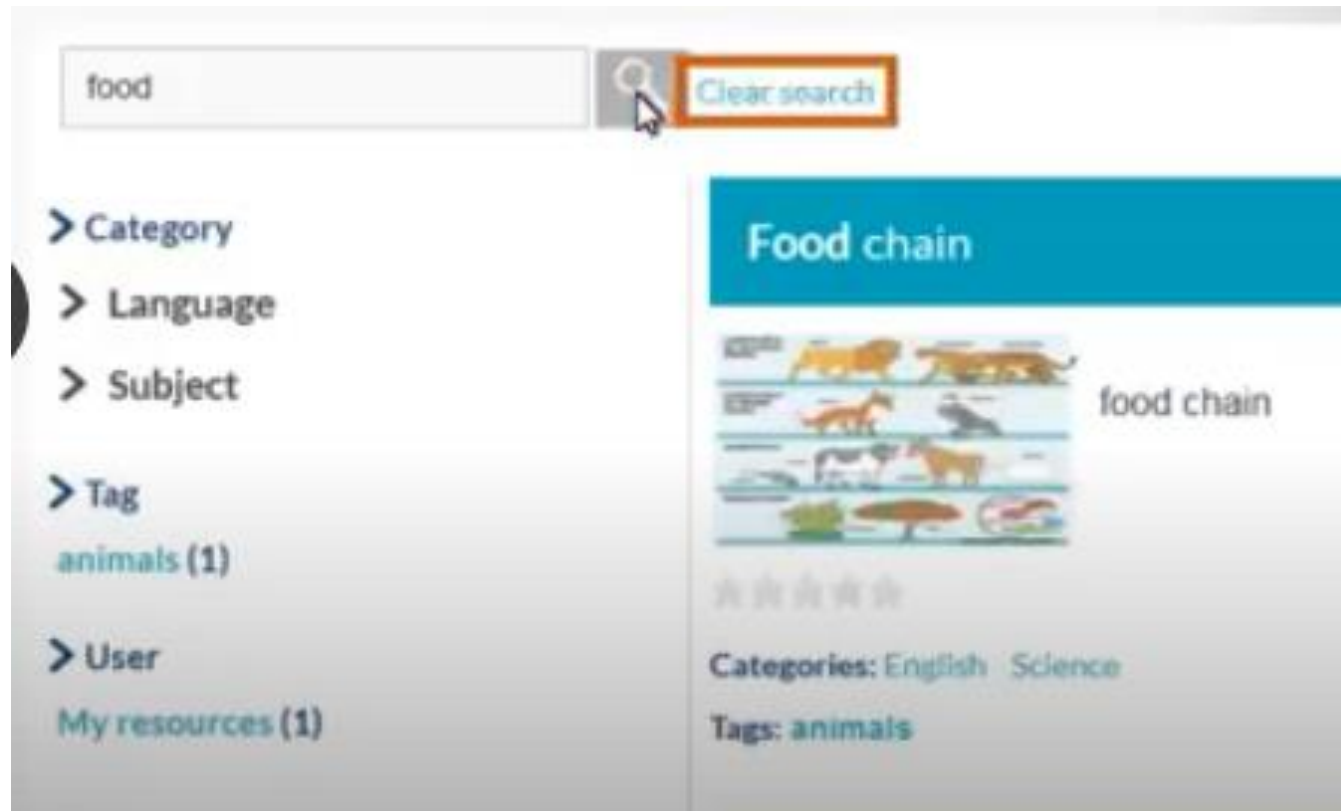 food
Clear search
Category
Language
Subject
Tag
animals (1)
User
My resources (1)
Food chain
food chain
Categories: English Science
Tags: animals